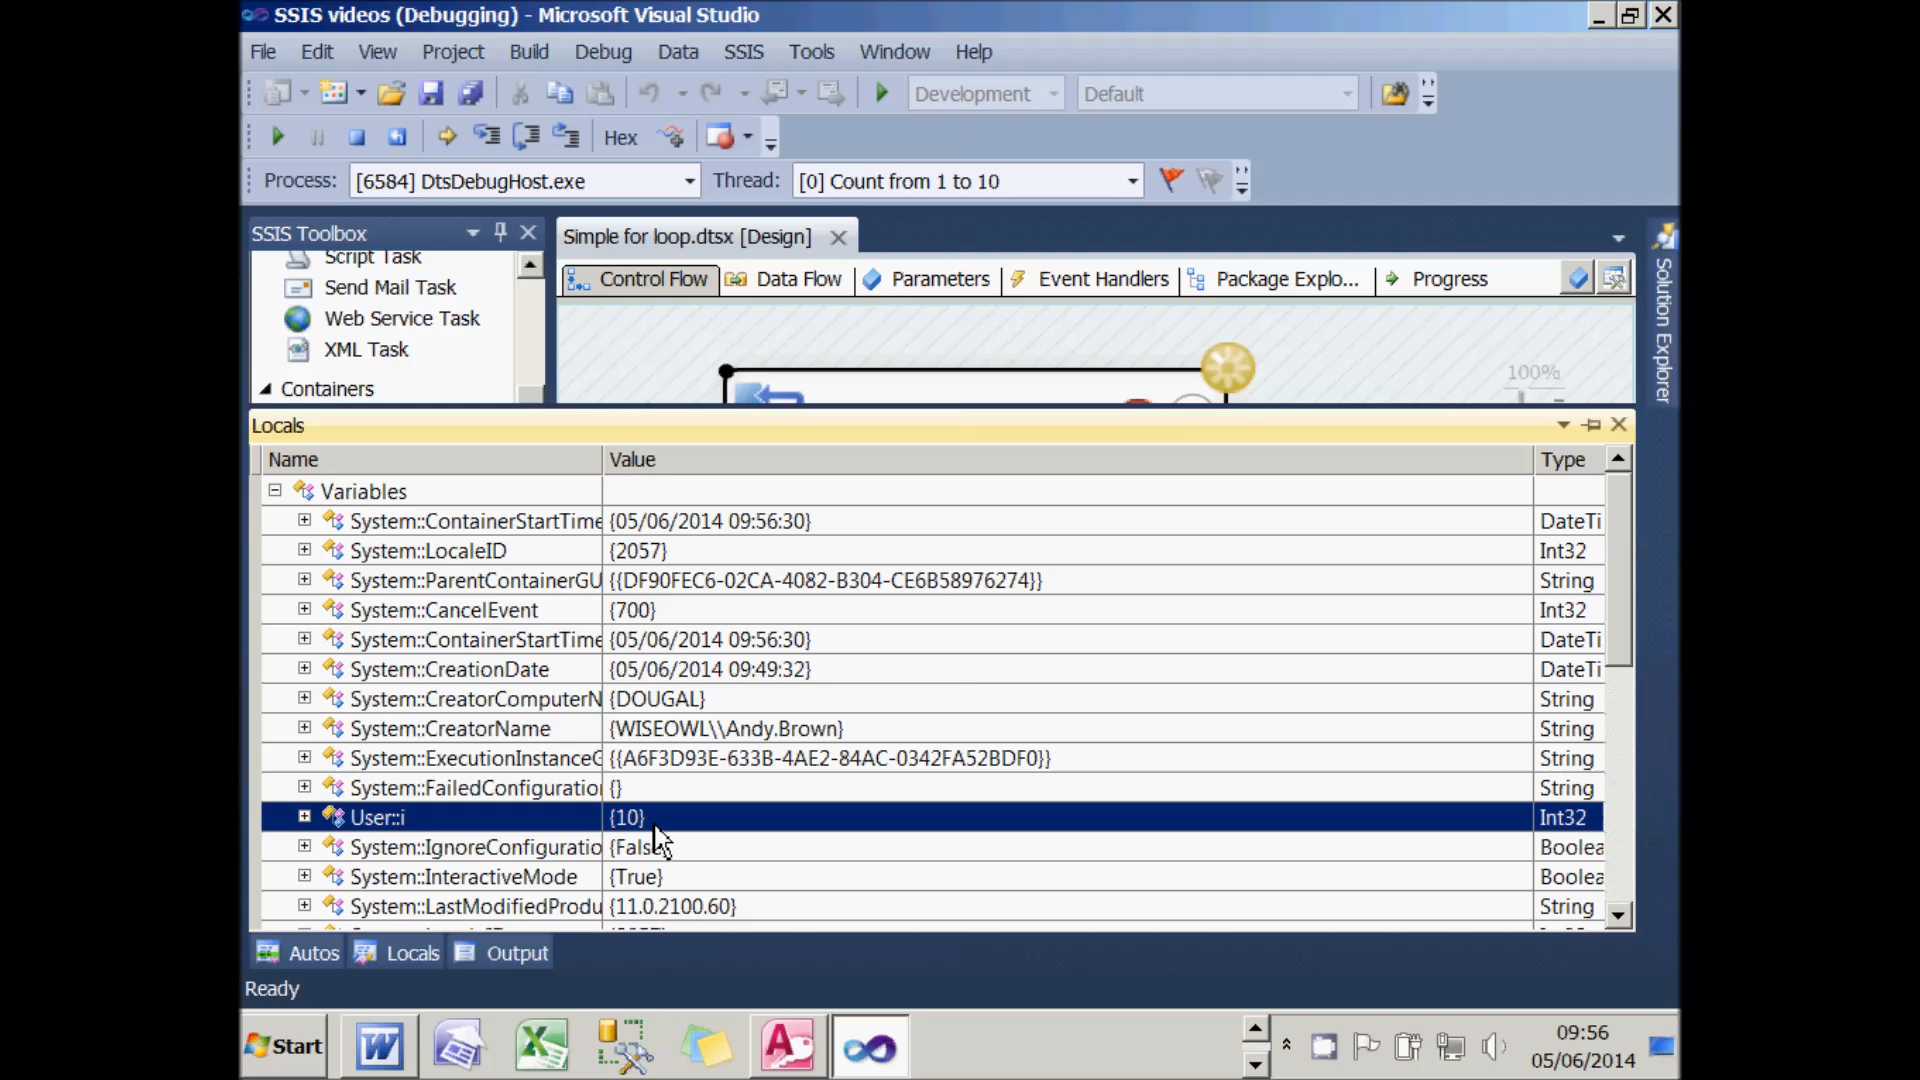 SSIS videos (Debugging) - Microsoft Visual Studio
File Edit View Project Build Debug Data SSIS Tools Window Help
Development Default
Hex
Process: [6584] DtsDebugHost.exe Thread: [0] Count from 1 to 10
SSIS Toolbox
Script Task
Send Mail Task
Web Service Task
XML Task
Containers
Simple for loop.dtsx [Design]
Control Flow Data Flow Parameters Event Handlers Package Explo... Progress
100%
Solution Explorer
Locals
Name Value Type
Variables
System::ContainerStartTime {05/06/2014 09:56:30} DateTi
System::LocaleID {2057} Int32
System::ParentContainerGU {{DF90FEC6-02CA-4082-B304-CE6B58976274}} String
System::CancelEvent {700} Int32
System::ContainerStartTime {05/06/2014 09:56:30} DateTi
System::CreationDate {05/06/2014 09:49:32} DateTi
System::CreatorComputerN {DOUGAL} String
System::CreatorName {WISEOWL\\Andy.Brown} String
System::ExecutionInstanceG {{A6F3D93E-633B-4AE2-84AC-0342FA52BDF0}} String
System::FailedConfiguratio {} String
User::i {10} Int32
System::IgnoreConfiguratio {False Boolea
System::InteractiveMode {True} Boolea
System::LastModifiedProdu {11.0.2100.60} String
Autos Locals Output
Ready
Start
09:56
05/06/2014